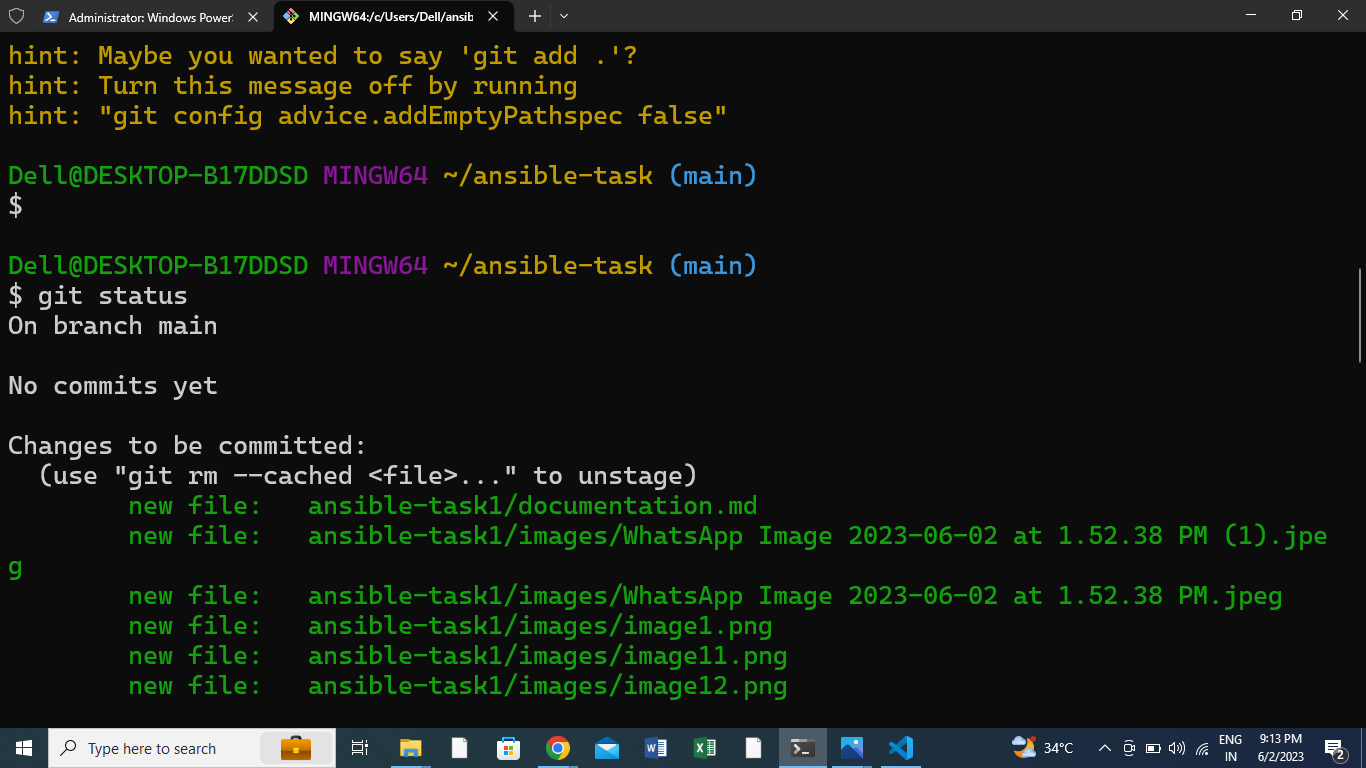 Administrator: Windows Power
MINGW64:/c/Users/Dell/ansib
hint: Maybe you wanted to say 'git add .'?
hint: Turn this message off by running
hint: "git config advice.addEmptyPathspec false"
Dell@DESKTOP-B17DDSD MINGW64 ~/ansible-task (main)
$
Dell@DESKTOP-B17DDSD MINGW64 ~/ansible-task (main)
$ git status
On branch main
No commits yet
Changes to be committed:
(use "git rm --cached <file>..." to unstage)
new file: ansible-task1/documentation.md
new file: ansible-task1/images/WhatsApp Image 2023-06-02 at 1.52.38 PM (1).jpe
g
new file: ansible-task1/images/WhatsApp Image 2023-06-02 at 1.52.38 PM.jpeg
new file: ansible-task1/images/image1.png
new file: ansible-task1/images/image11.png
new file: ansible-task1/images/image12.png
Type here to search
34°C
ENG
IN
9:13 PM
6/2/2023
2